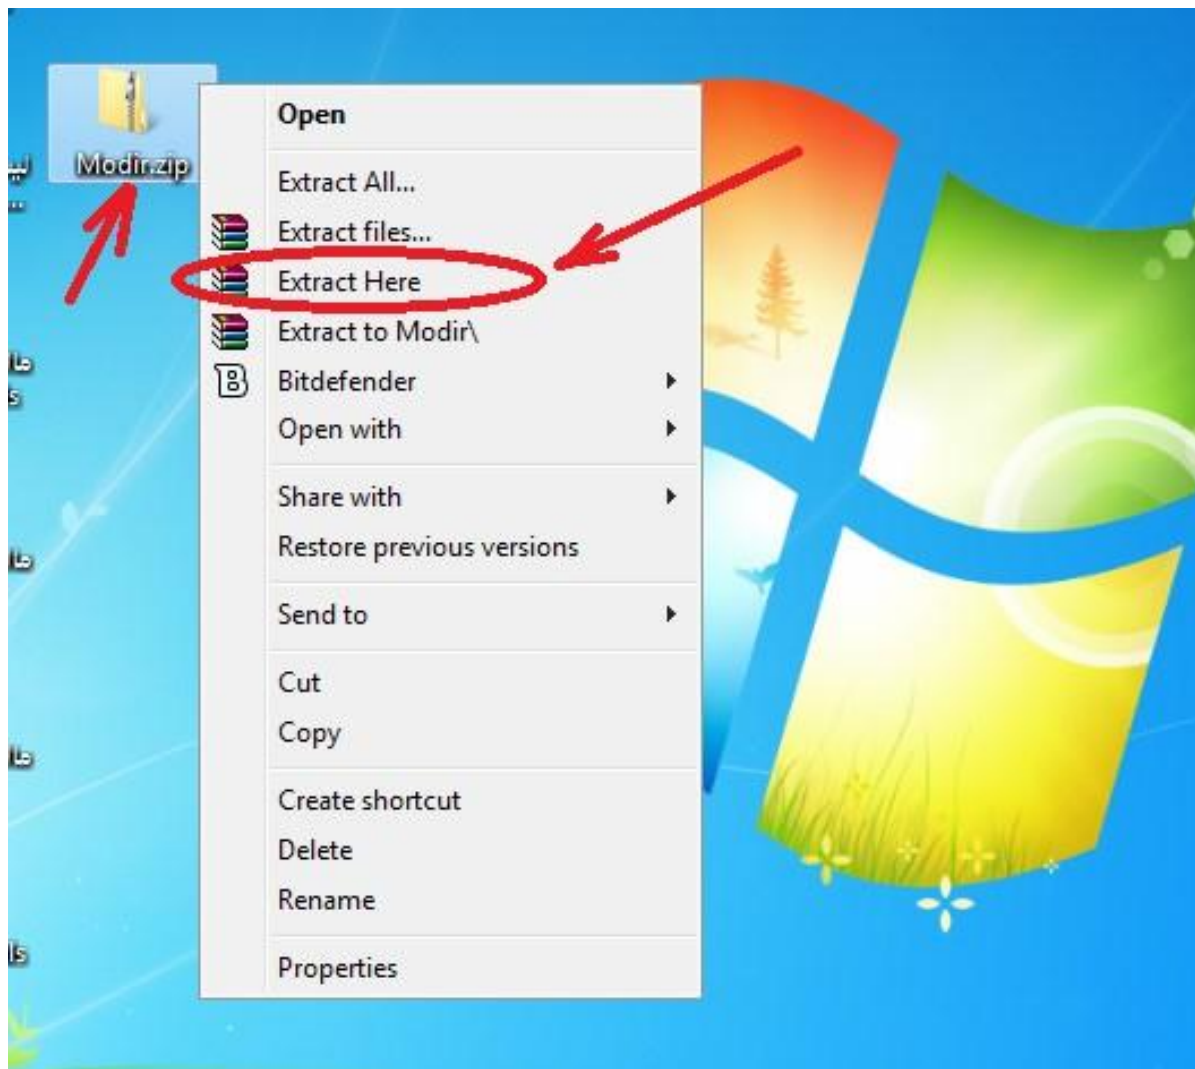 Modir.zip
Open
Extract All...
Extract files...
Extract Here
Extract to Modir\
Bitdefender
Open with
Share with
Restore previous versions
Send to
Cut
Copy
Create shortcut
Delete
Rename
Properties